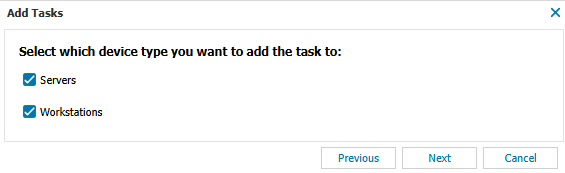 Add Tasks
Select which device type you want to add the task to:
Servers
Workstations
Previous Next Cancel